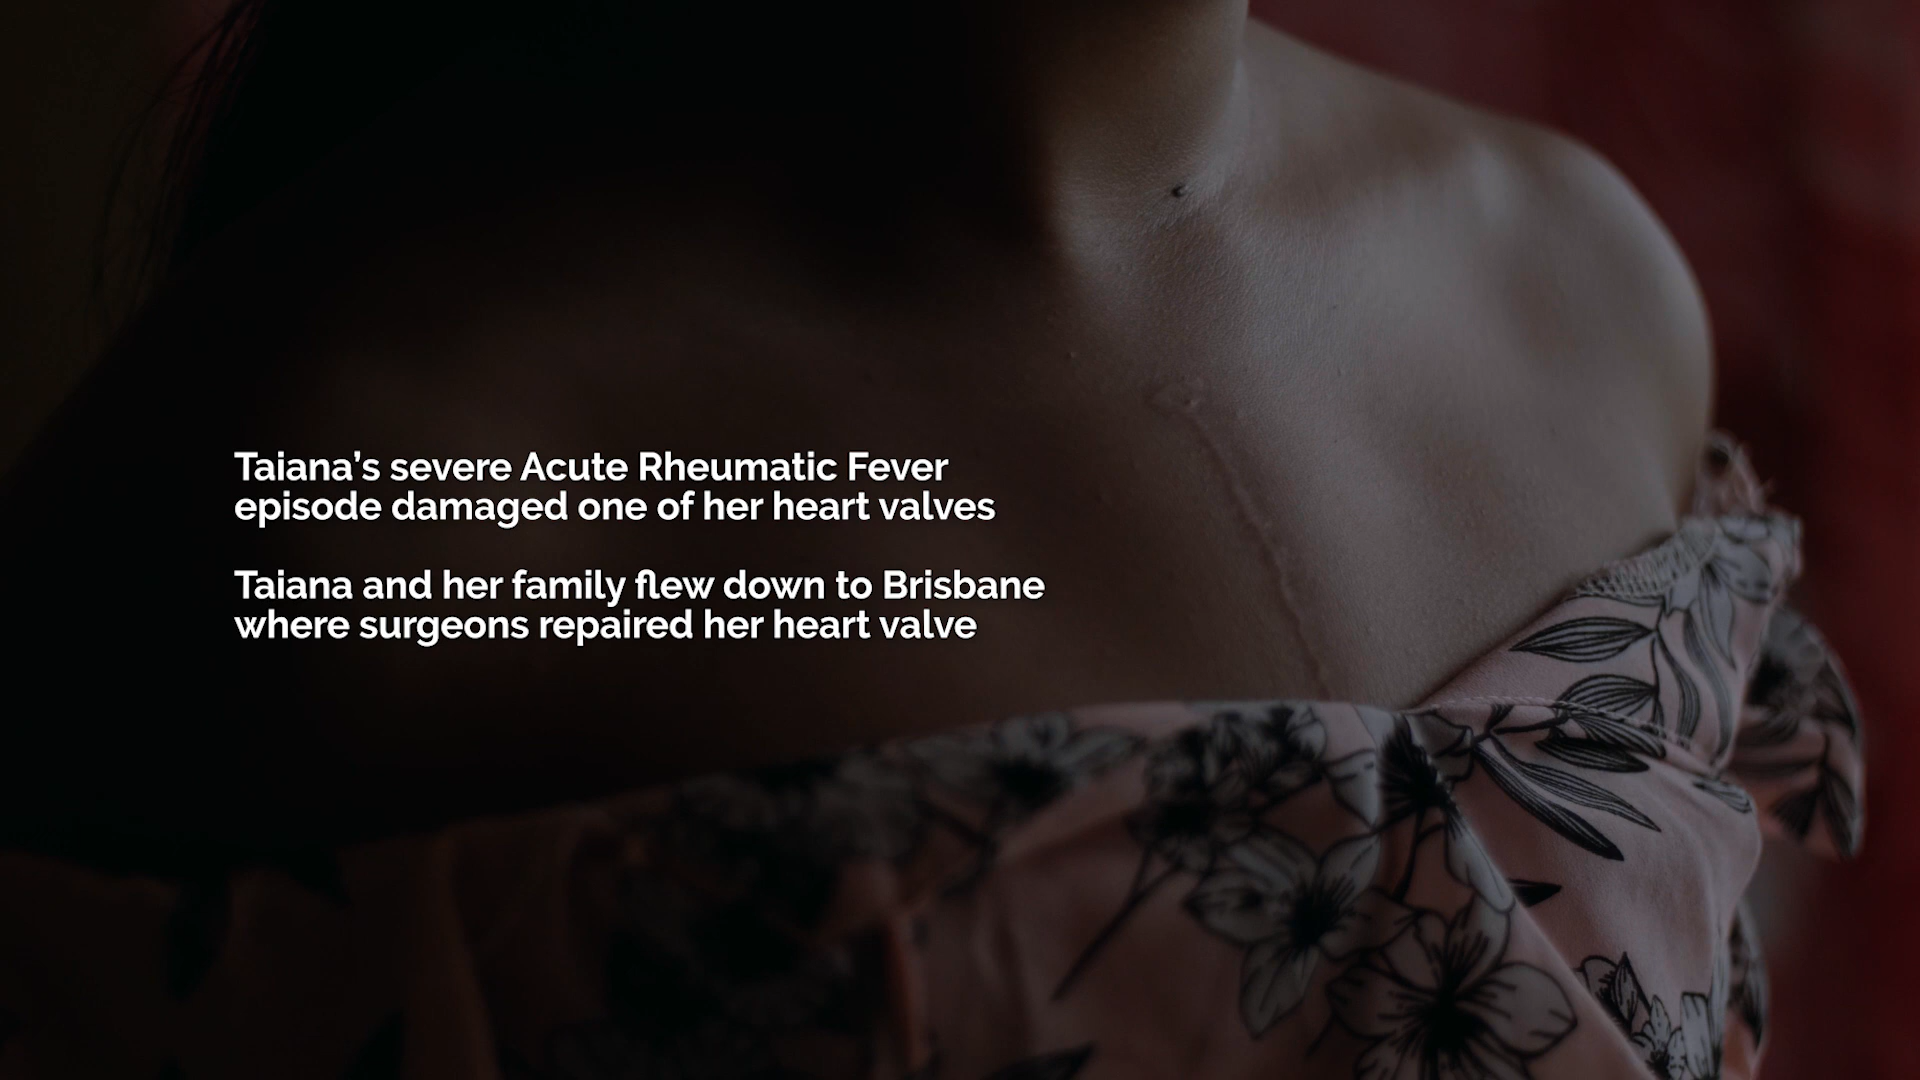 Taiana’s severe Acute Rheumatic Fever
episode damaged one of her heart valves
Taiana and her family flew down to Brisbane
where surgeons repaired her heart valve